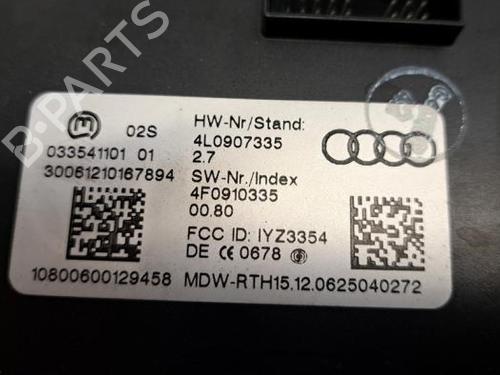 B-PARTS
02S
033541101 01
30061210167894
10800600129458
HW-Nr/Stand:
4L0907335
2.7
SW-Nr./Index
4F0910335
00.80
FCC ID: IYZ3354
DE CE 0678
MDW-RTH15.12.0625040272